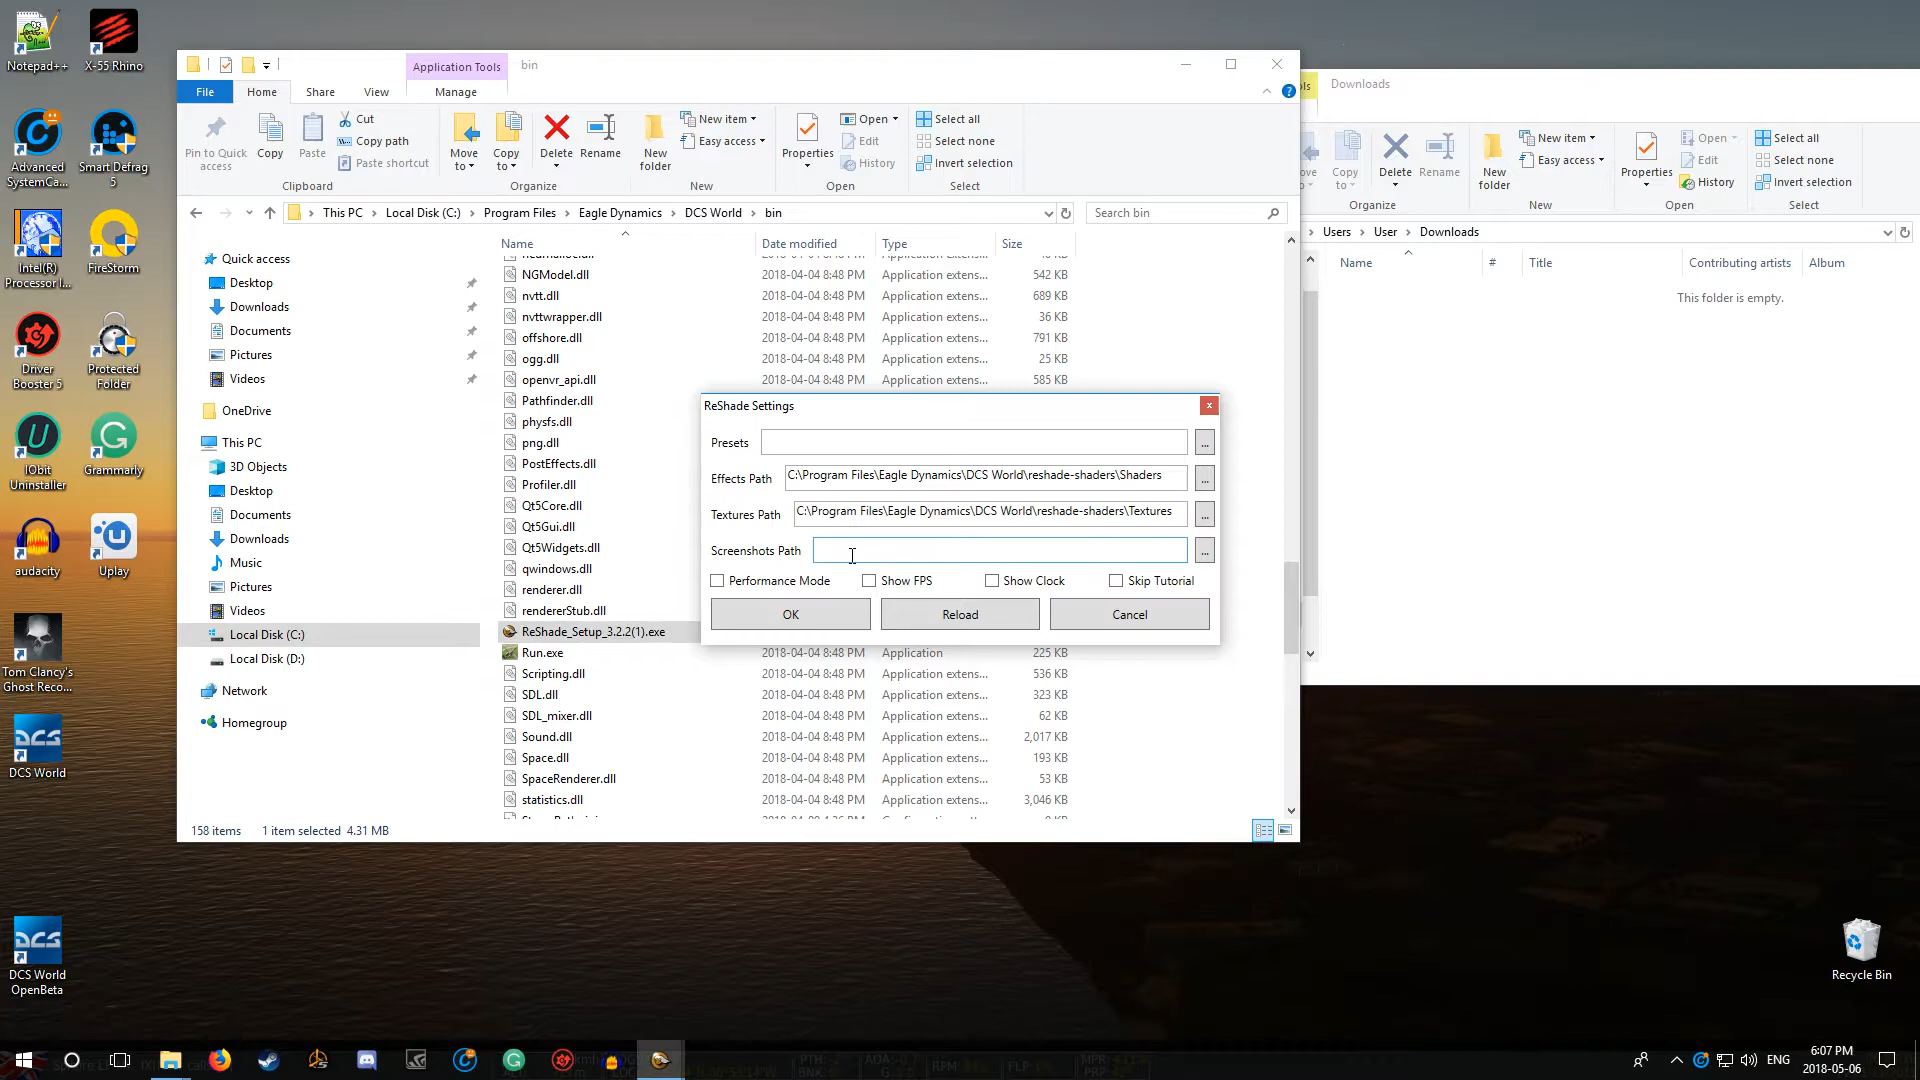 Notepad++
X-55 Rhino
Advanced
SystemCa...
Smart Defrag
5
Intel(R)
Processor I...
FireStorm
Driver
Booster 5
Protected
Folder
IObit
Uninstaller
Grammarly
audacity
Uplay
Tom Clancy's
Ghost Reco...
DCS World
DCS World
OpenBeta
Recycle Bin
Application Tools
bin
File
Home
Share
View
Manage
Pin to Quick
access
Copy
Paste
Cut
Copy path
Paste shortcut
Clipboard
Move
to
Copy
to
Delete
Rename
Organize
New
folder
New item
Easy access
New
Properties
Open
Edit
History
Open
Select all
Select none
Invert selection
Select
This PC
Local Disk (C:)
Program Files
Eagle Dynamics
DCS World
bin
Search bin
Quick access
Desktop
Downloads
Documents
Pictures
Videos
OneDrive
This PC
3D Objects
Desktop
Documents
Downloads
Music
Pictures
Videos
Local Disk (C:)
Local Disk (D:)
Network
Homegroup
Name Date modified Type Size
NGModel.dll 2018-04-04 8:48 PM Application extens... 542 KB
nvtt.dll 2018-04-04 8:48 PM Application extens... 689 KB
nvttwrapper.dll 2018-04-04 8:48 PM Application extens... 36 KB
offshore.dll 2018-04-04 8:48 PM Application extens... 791 KB
ogg.dll 2018-04-04 8:48 PM Application extens... 25 KB
openvr_api.dll 2018-04-04 8:48 PM Application extens... 585 KB
Pathfinder.dll
physfs.dll
png.dll
PostEffects.dll
Profiler.dll
Qt5Core.dll
Qt5Gui.dll
Qt5Widgets.dll
qwindows.dll
renderer.dll
rendererStub.dll
ReShade_Setup_3.2.2(1).exe
Run.exe 2018-04-04 8:48 PM Application 225 KB
Scripting.dll 2018-04-04 8:48 PM Application extens... 536 KB
SDL.dll 2018-04-04 8:48 PM Application extens... 323 KB
SDL_mixer.dll 2018-04-04 8:48 PM Application extens... 62 KB
Sound.dll 2018-04-04 8:48 PM Application extens... 2,017 KB
Space.dll 2018-04-04 8:48 PM Application extens... 193 KB
SpaceRenderer.dll 2018-04-04 8:48 PM Application extens... 53 KB
statistics.dll 2018-04-04 8:48 PM Application extens... 3,046 KB
158 items 1 item selected 4.31 MB
ReShade Settings
x
Presets
...
Effects Path C:\Program Files\Eagle Dynamics\DCS World\reshade-shaders\Shaders
...
Textures Path C:\Program Files\Eagle Dynamics\DCS World\reshade-shaders\Textures
...
Screenshots Path
...
Performance Mode Show FPS Show Clock Skip Tutorial
OK Reload Cancel
Downloads
to
Copy
to
Delete
Rename
Organize
New
folder
New item
Easy access
New
Properties
Open
Edit
History
Open
Select all
Select none
Invert selection
Select
Users
User
Downloads
Name # Title Contributing artists Album
This folder is empty.
ENG
6:07 PM
2018-05-06